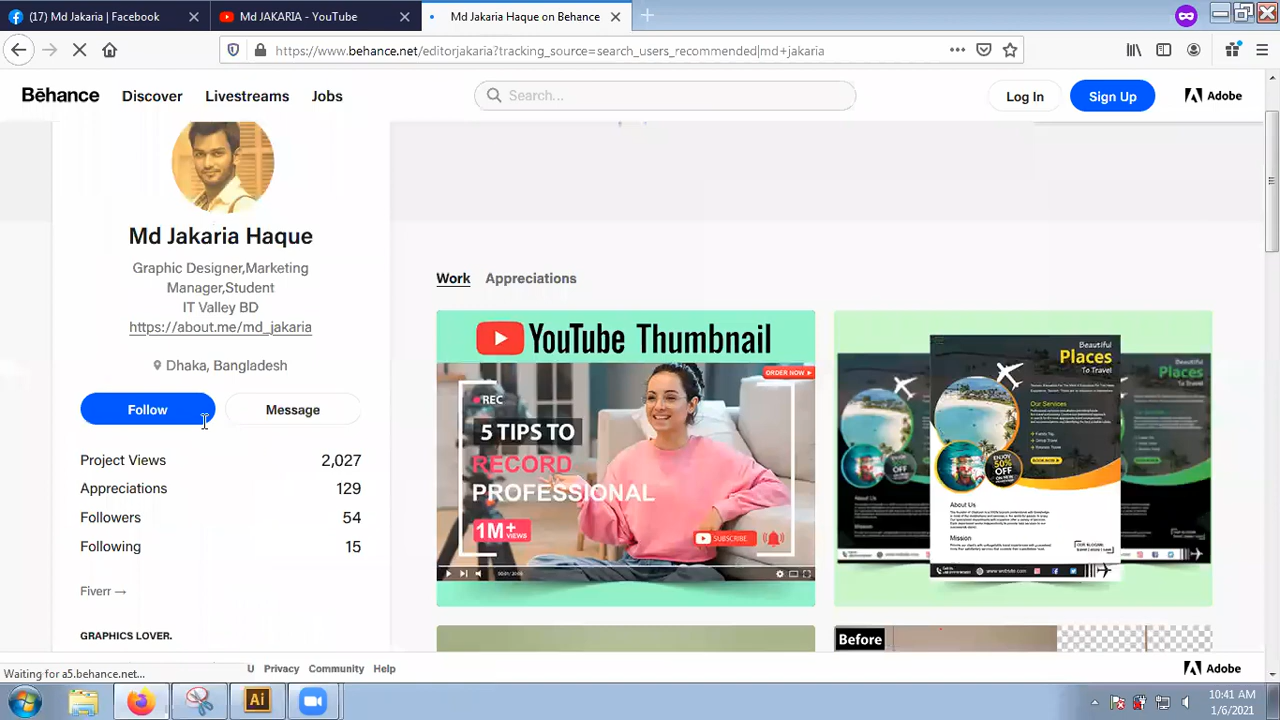 (17) Md Jakaria | Facebook
Md JAKARIA - YouTube
Md Jakaria Haque on Behance
https://www.behance.net/editorjakaria?tracking_source=search_users_recommended|md+jakaria
Bēhance
Discover
Livestreams
Jobs
Search...
Log In
Sign Up
Adobe
Md Jakaria Haque
Graphic Designer,Marketing
Manager,Student
IT Valley BD
https://about.me/md_jakaria
Dhaka, Bangladesh
Follow
Message
Project Views 2,027
Appreciations 129
Followers 54
Following 15
Fiverr →
GRAPHICS LOVER.
Work
Appreciations
YouTube Thumbnail
ORDER NOW
REC
5 TIPS TO
RECORD
PROFESSIONAL
1M+
VIEWS
SUBSCRIBE
Beautiful
Places
To Travel
Our Services
BOOK NOW
ENJOY
50%
OFF
About Us
Mission
Before
Waiting for a5.behance.net...
U
Privacy
Community
Help
Adobe
Ai
10:41 AM
1/6/2021